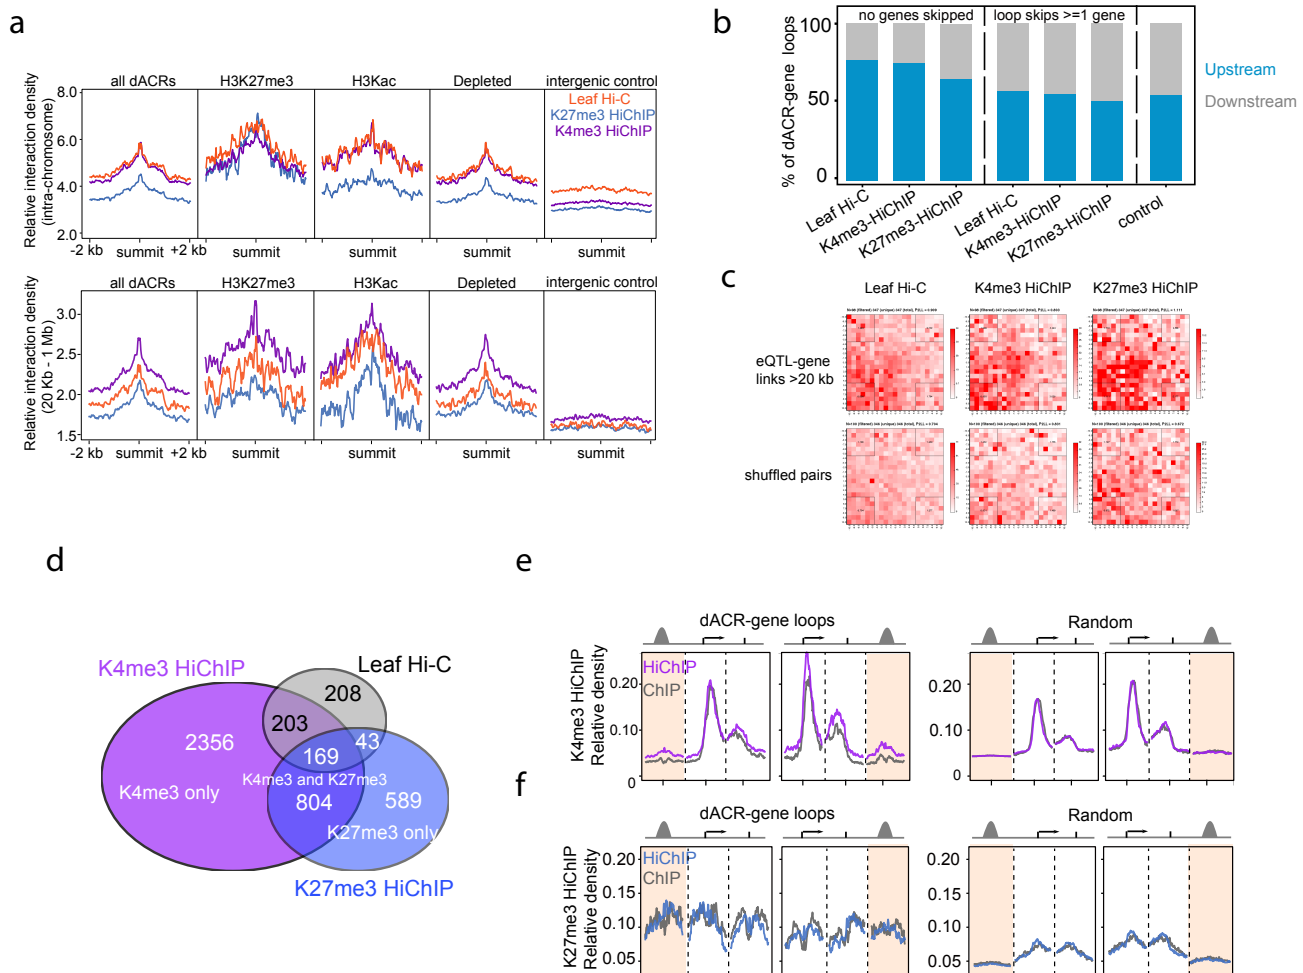 a
all dACRs
H3K27me3
H3Kac
Depleted
intergenic control
Relative interaction density
(intra-chromosome)
8.0
6.0
4.0
2.0
Leaf Hi-C
K27me3 HiChIP
K4me3 HiChIP
-2 kb
summit
+2 kb
summit
summit
summit
summit
all dACRs
H3K27me3
H3Kac
Depleted
intergenic control
Relative interaction density
(20 Kb - 1 Mb)
3.0
2.5
2.0
1.5
-2 kb
summit
+2 kb
summit
summit
summit
summit
b
% of dACR-gene loops
100
50
0
no genes skipped
loop skips >=1 gene
Upstream
Downstream
Leaf Hi-C
K4me3-HiChIP
K27me3-HiChIP
Leaf Hi-C
K4me3-HiChIP
K27me3-HiChIP
control
c
Leaf Hi-C
K4me3 HiChIP
K27me3 HiChIP
eQTL-gene
links >20 kb
shuffled pairs
d
K4me3 HiChIP
Leaf Hi-C
208
203
2356
43
169
K4me3 and K27me3
K4me3 only
804
589
K27me3 only
K27me3 HiChIP
e
dACR-gene loops
Random
K4me3 HiChIP
Relative density
0.20
0.10
0
HiChIP
ChIP
0.20
0.10
0
f
dACR-gene loops
Random
K27me3 HiChIP
Relative density
0.20
0.15
0.10
0.05
HiChIP
ChIP
0.20
0.15
0.10
0.05